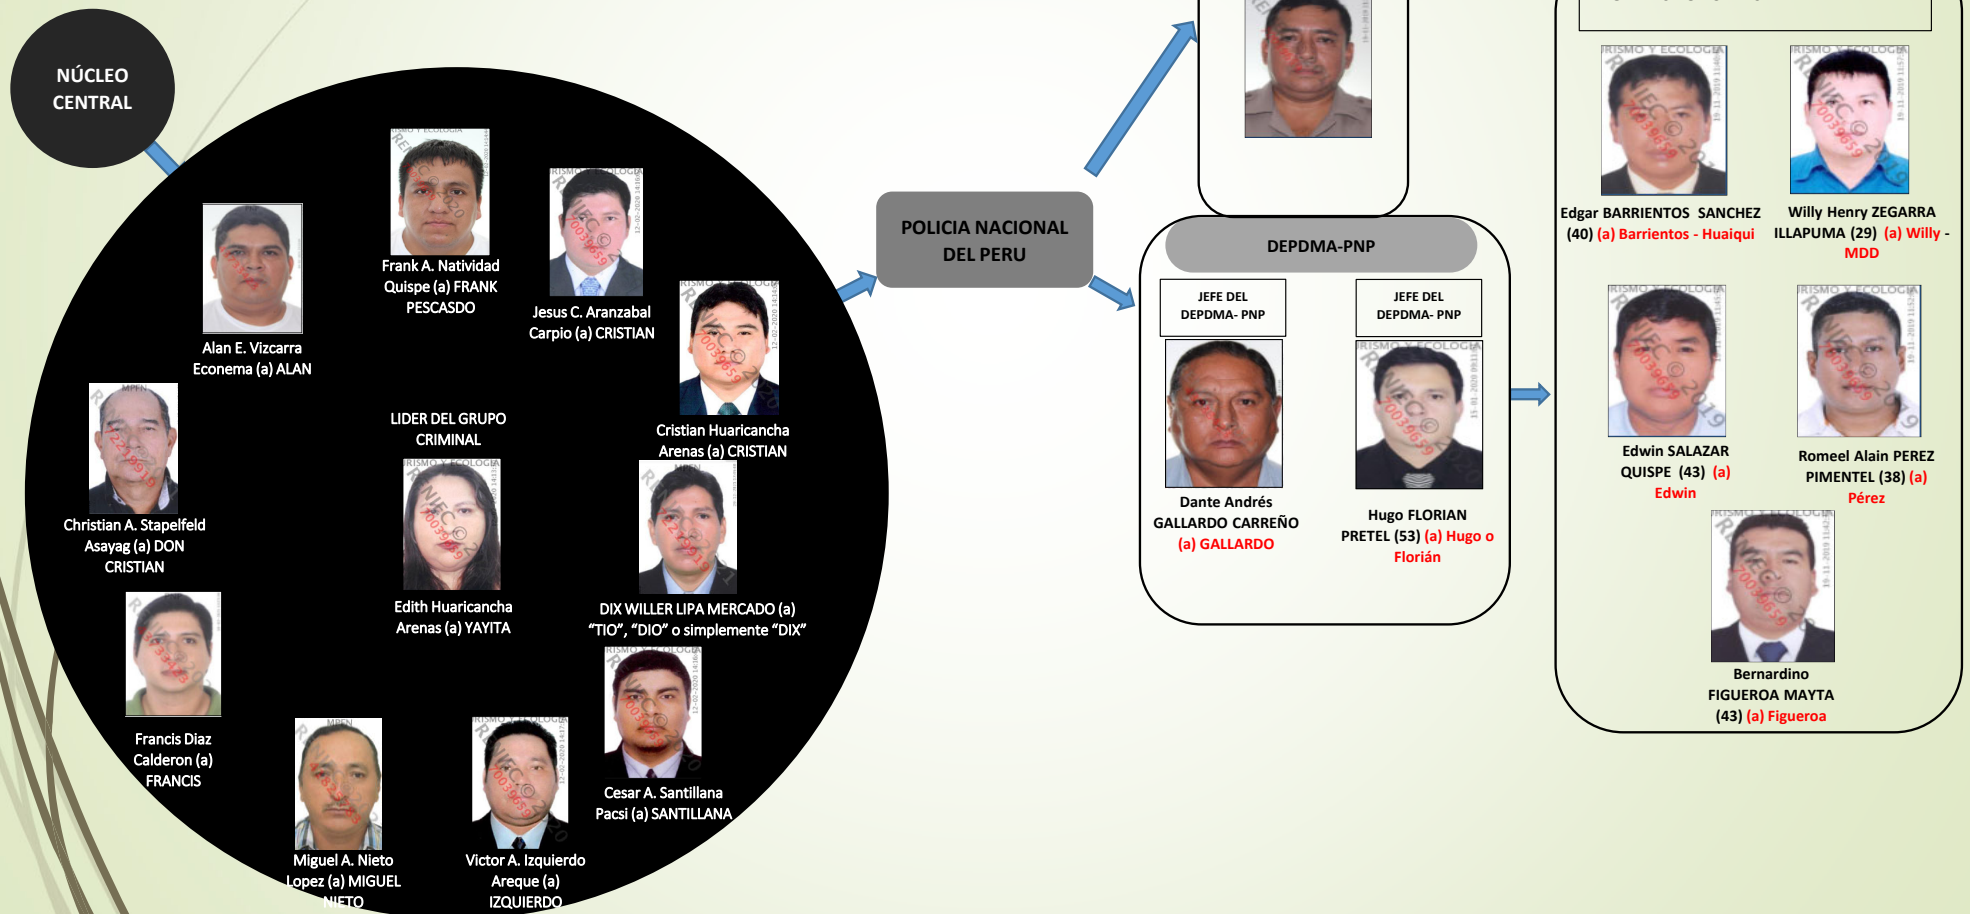 NÚCLEO
CENTRAL
Frank A. Natividad
Quispe (a) FRANK
PESCASDO
Jesus C. Aranzabal
Carpio (a) CRISTIAN
Alan E. Vizcarra
Econema (a) ALAN
Cristian Huaricancha
Arenas (a) CRISTIAN
LIDER DEL GRUPO
CRIMINAL
Christian A. Stapelfeld
Asayag (a) DON
CRISTIAN
Edith Huaricancha
Arenas (a) YAYITA
DIX WILLER LIPA MERCADO (a)
“TIO”, “DIO” o simplemente “DIX”
Francis Diaz
Calderon (a)
FRANCIS
Cesar A. Santillana
Pacsi (a) SANTILLANA
Miguel A. Nieto
Lopez (a) MIGUEL
NIETO
Victor A. Izquierdo
Areque (a)
IZQUIERDO
POLICIA NACIONAL
DEL PERU
DEPDMA-PNP
JEFE DEL
DEPDMA- PNP
JEFE DEL
DEPDMA- PNP
Dante Andrés
GALLARDO CARREÑO
(a) GALLARDO
Hugo FLORIAN
PRETEL (53) (a) Hugo o
Florián
Edgar BARRIENTOS SANCHEZ
(40) (a) Barrientos - Huaiqui
Willy Henry ZEGARRA
ILLAPUMA (29) (a) Willy -
MDD
Edwin SALAZAR
QUISPE (43) (a)
Edwin
Romeel Alain PEREZ
PIMENTEL (38) (a)
Pérez
Bernardino
FIGUEROA MAYTA
(43) (a) Figueroa